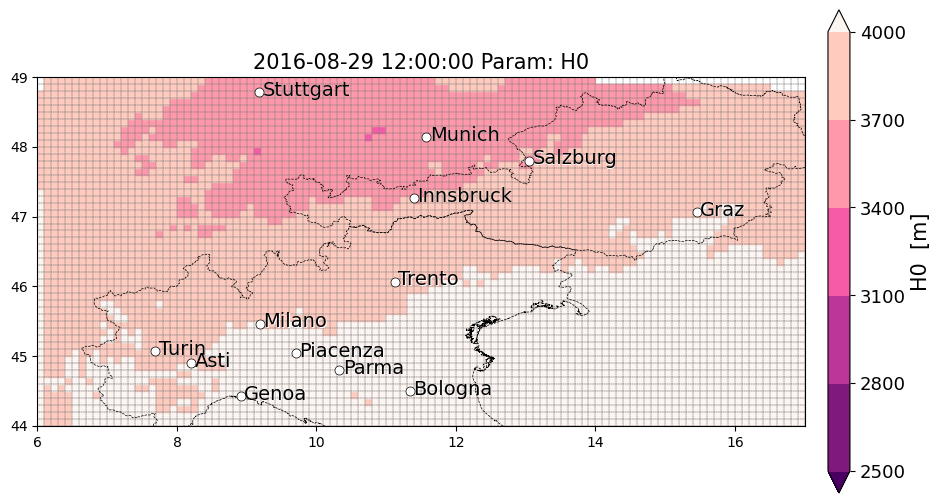 2016-08-29 12:00:00 Param: H0
49
48
47
46
45
44
6 8 10 12 14 16
Stuttgart
Munich
Salzburg
Innsbruck
Graz
Trento
Milano
Turin
Piacenza
Asti
Parma
Bologna
Genoa
4000
3700
3400
3100
2800
2500
H0 [m]